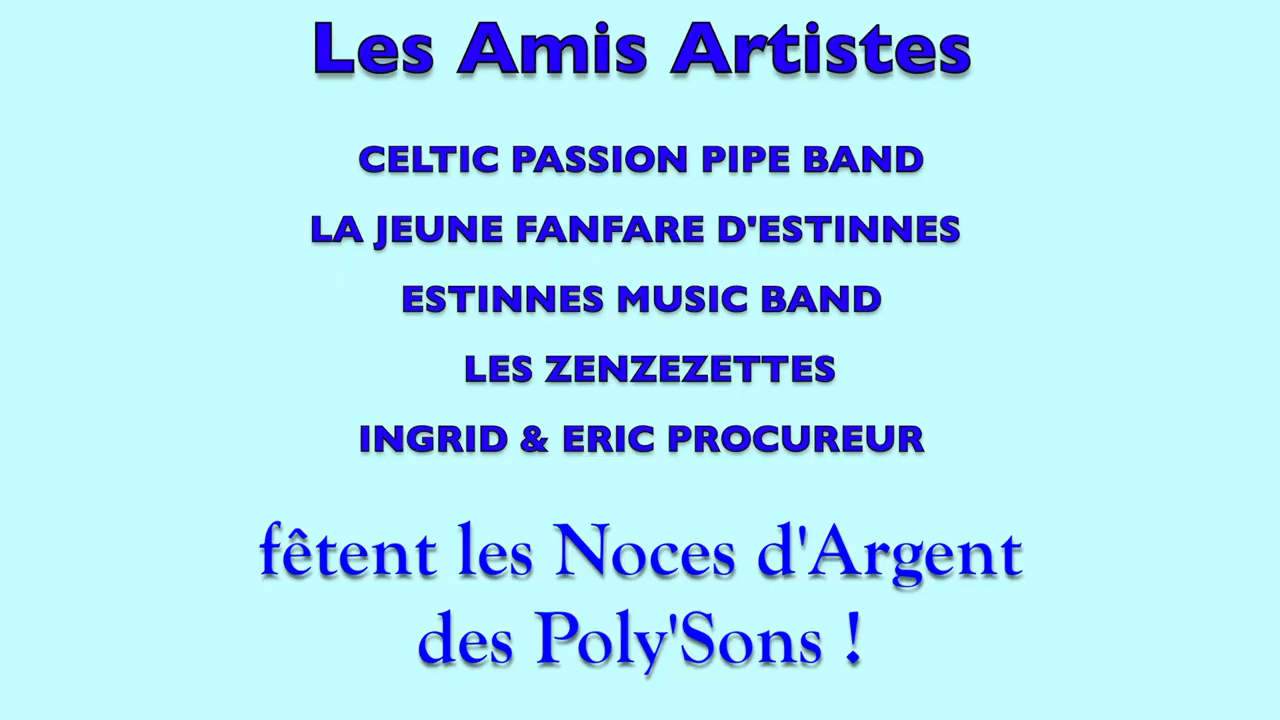 Les Amis Artistes
CELTIC PASSION PIPE BAND
LA JEUNE FANFARE D'ESTINNES
ESTINNES MUSIC BAND
LES ZENZEZETTES
INGRID & ERIC PROCUREUR
fêtent les Noces d'Argent
des Poly'Sons !